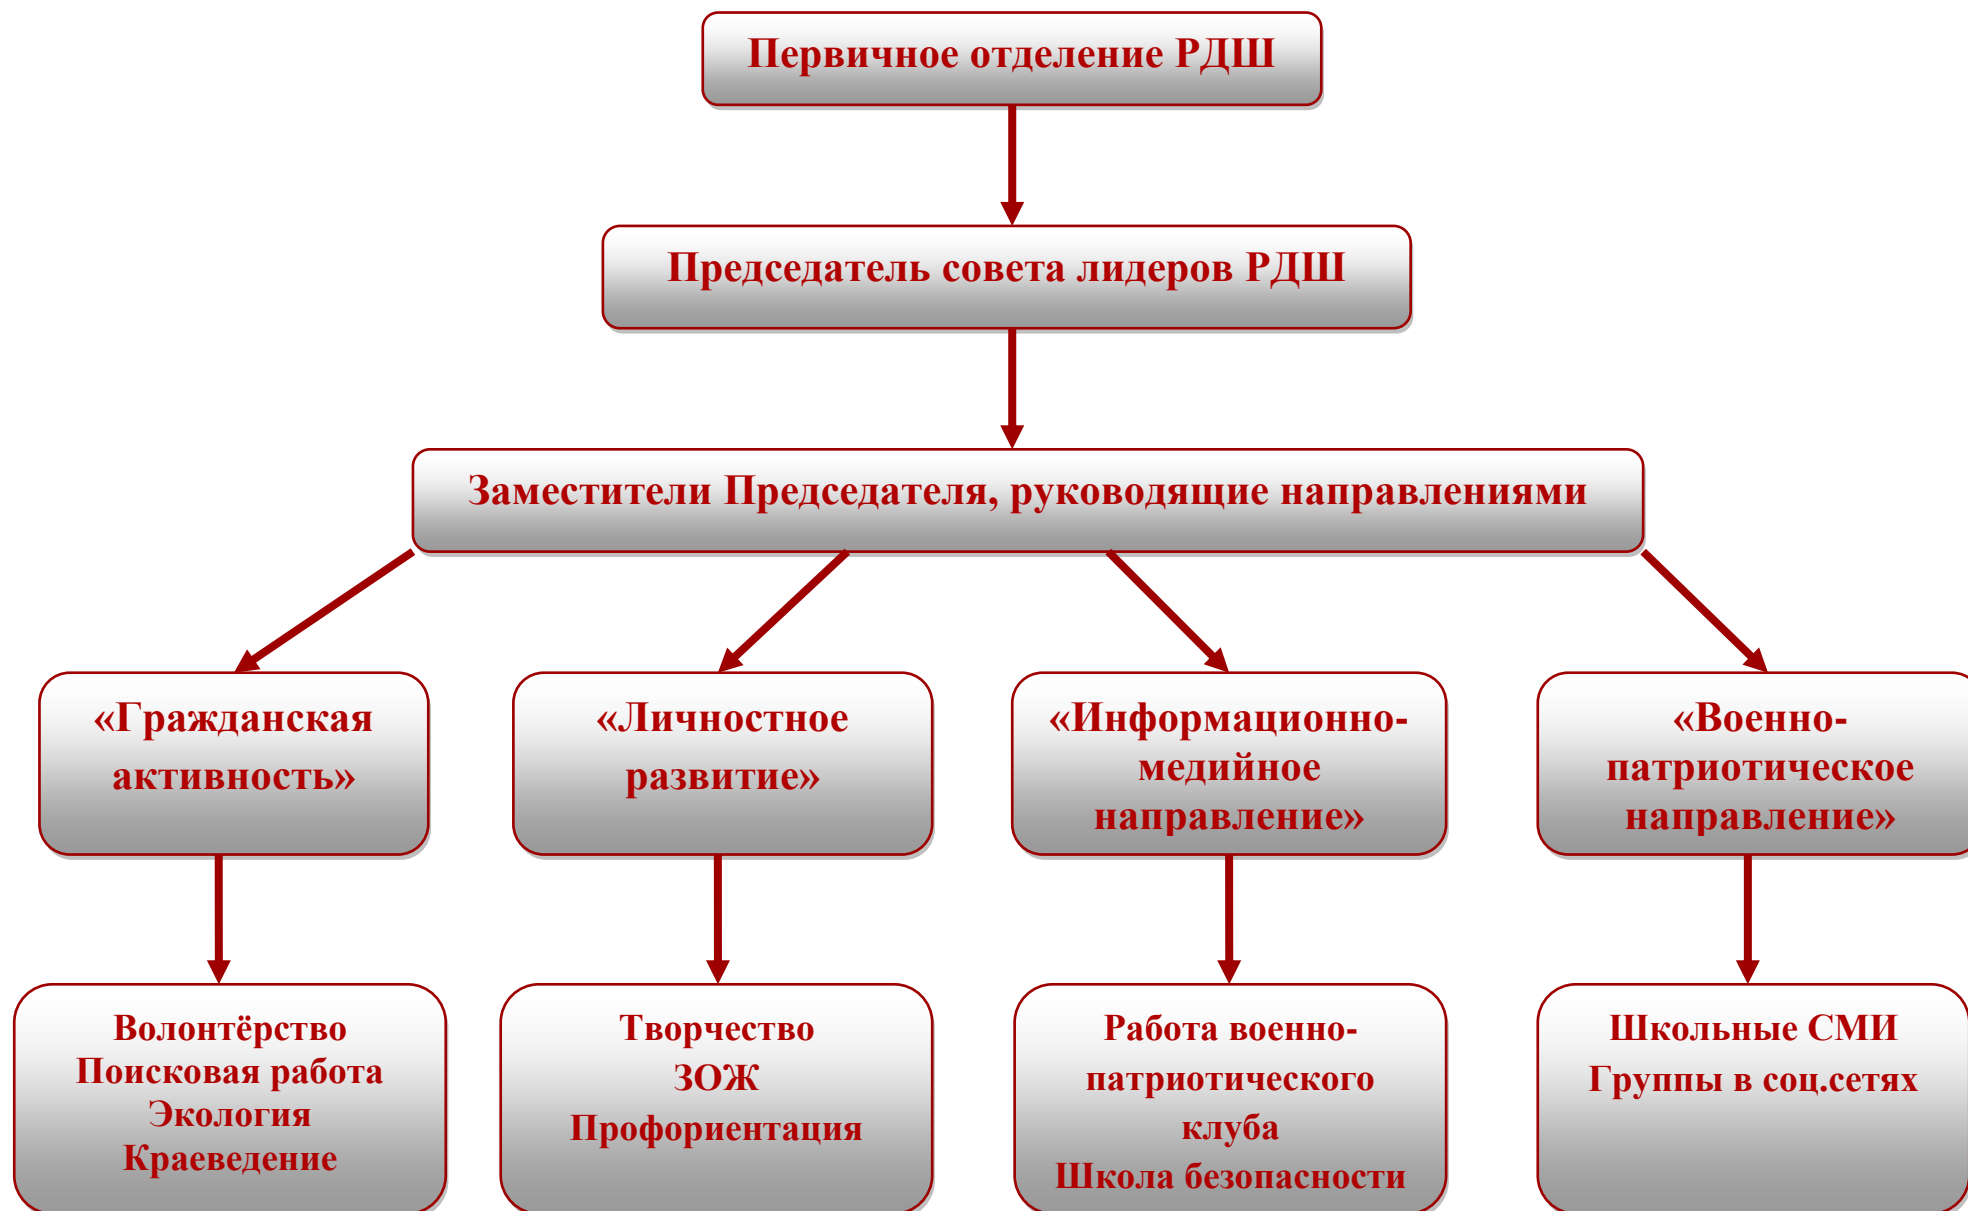 Первичное отделение РДШ
Председатель совета лидеров РДШ
Заместители Председателя, руководящие направлениями
«Гражданская
активность»
«Личностное
развитие»
«Информационно-
медийное
направление»
«Военно-
патриотическое
направление»
Волонтёрство
Поисковая работа
Экология
Краеведение
Творчество
ЗОЖ
Профориентация
Работа военно-
патриотического
клуба
Школа безопасности
Школьные СМИ
Группы в соц.сетях